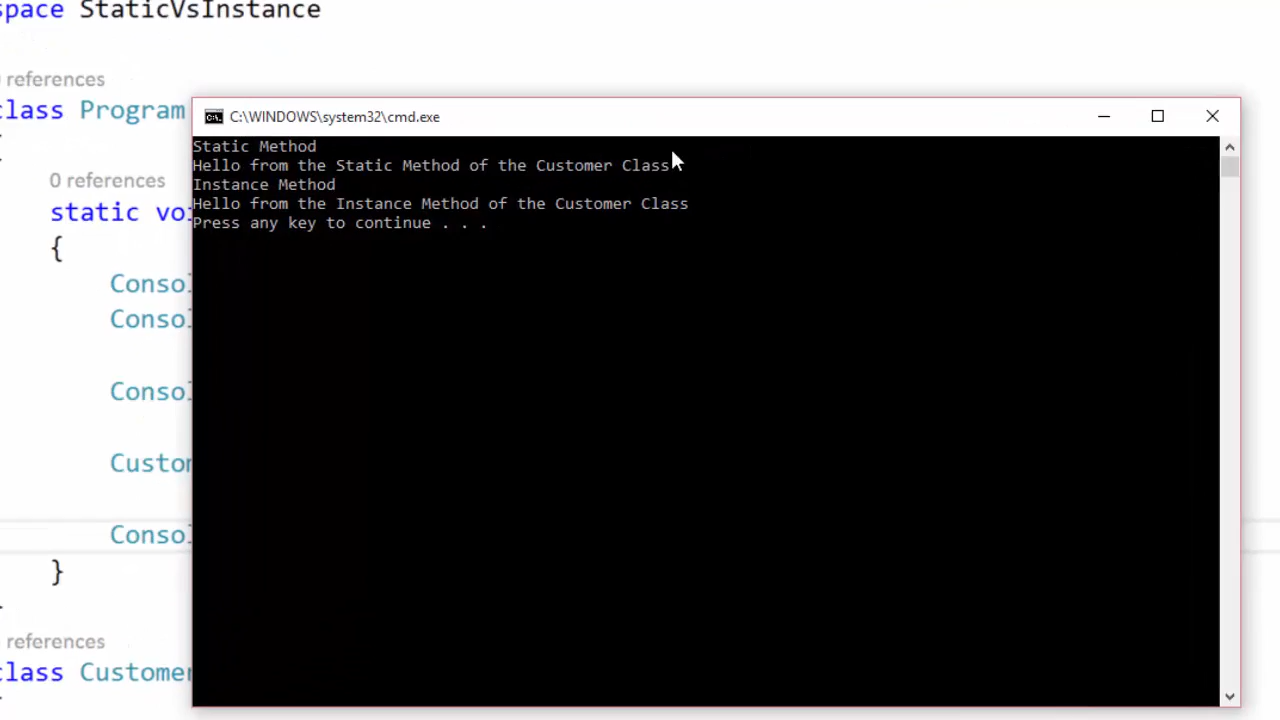 space StaticVsInstance
references
class Program
C:\WINDOWS\system32\cmd.exe
Static Method
Hello from the Static Method of the Customer Class
Instance Method
Hello from the Instance Method of the Customer Class
Press any key to continue . . .
0 references
static voi
{
Consol
Consol
Consol
Custom
Consol
}
references
class Customer